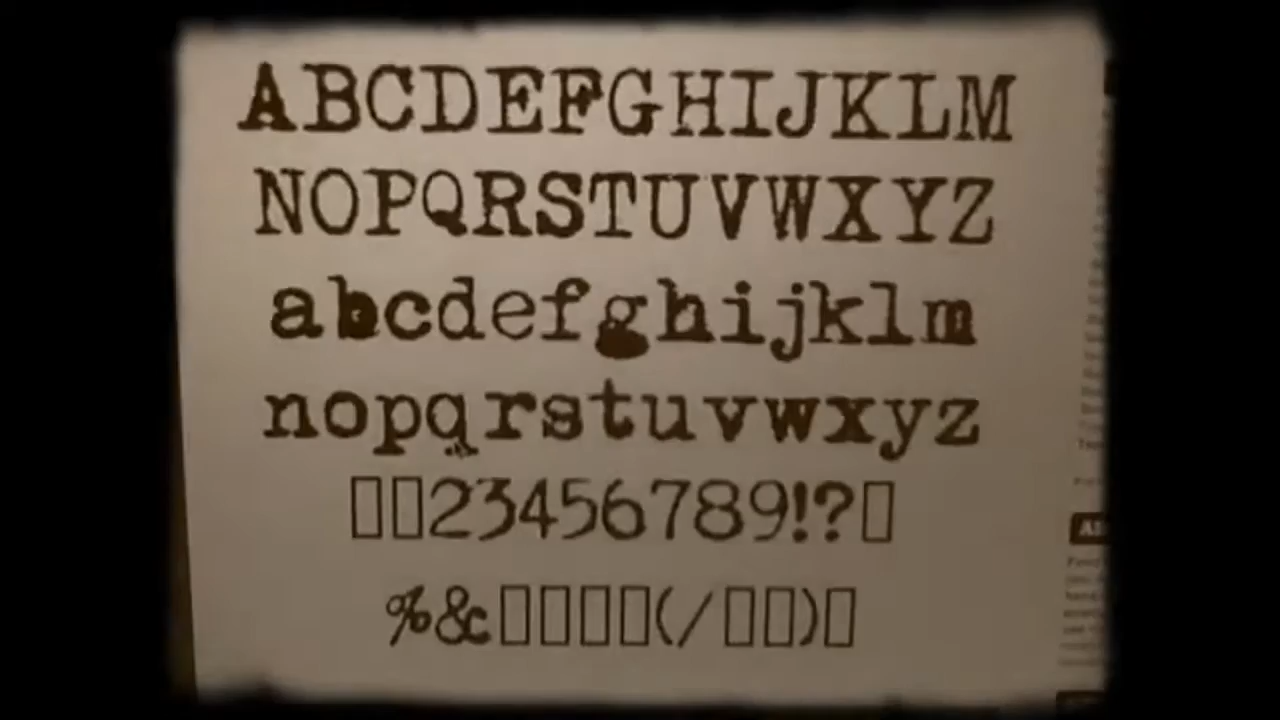 ABCDEFGHIJKLM
NOPQRSTUVWXYZ
abcdefghijklm
nopqrstuvwxyz
▯▯23456789!?▯
%&▯▯▯▯(/▯▯)▯